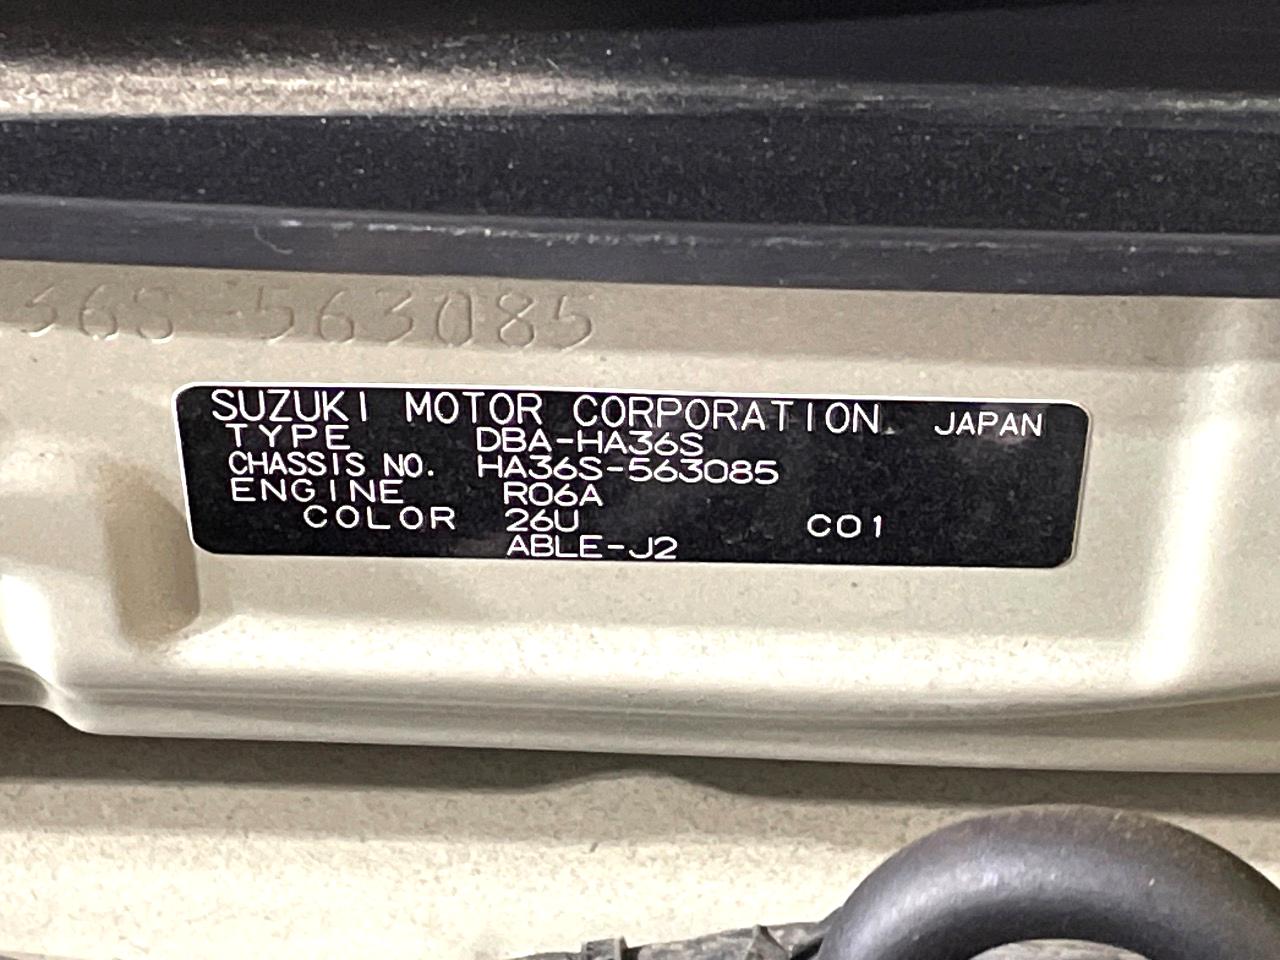 36S-563085
SUZUKI MOTOR CORPORATION. JAPAN
TYPE DBA-HA36S
CHASSIS NO. HA36S-563085
ENGINE R06A
COLOR 26U C01
ABLE-J2